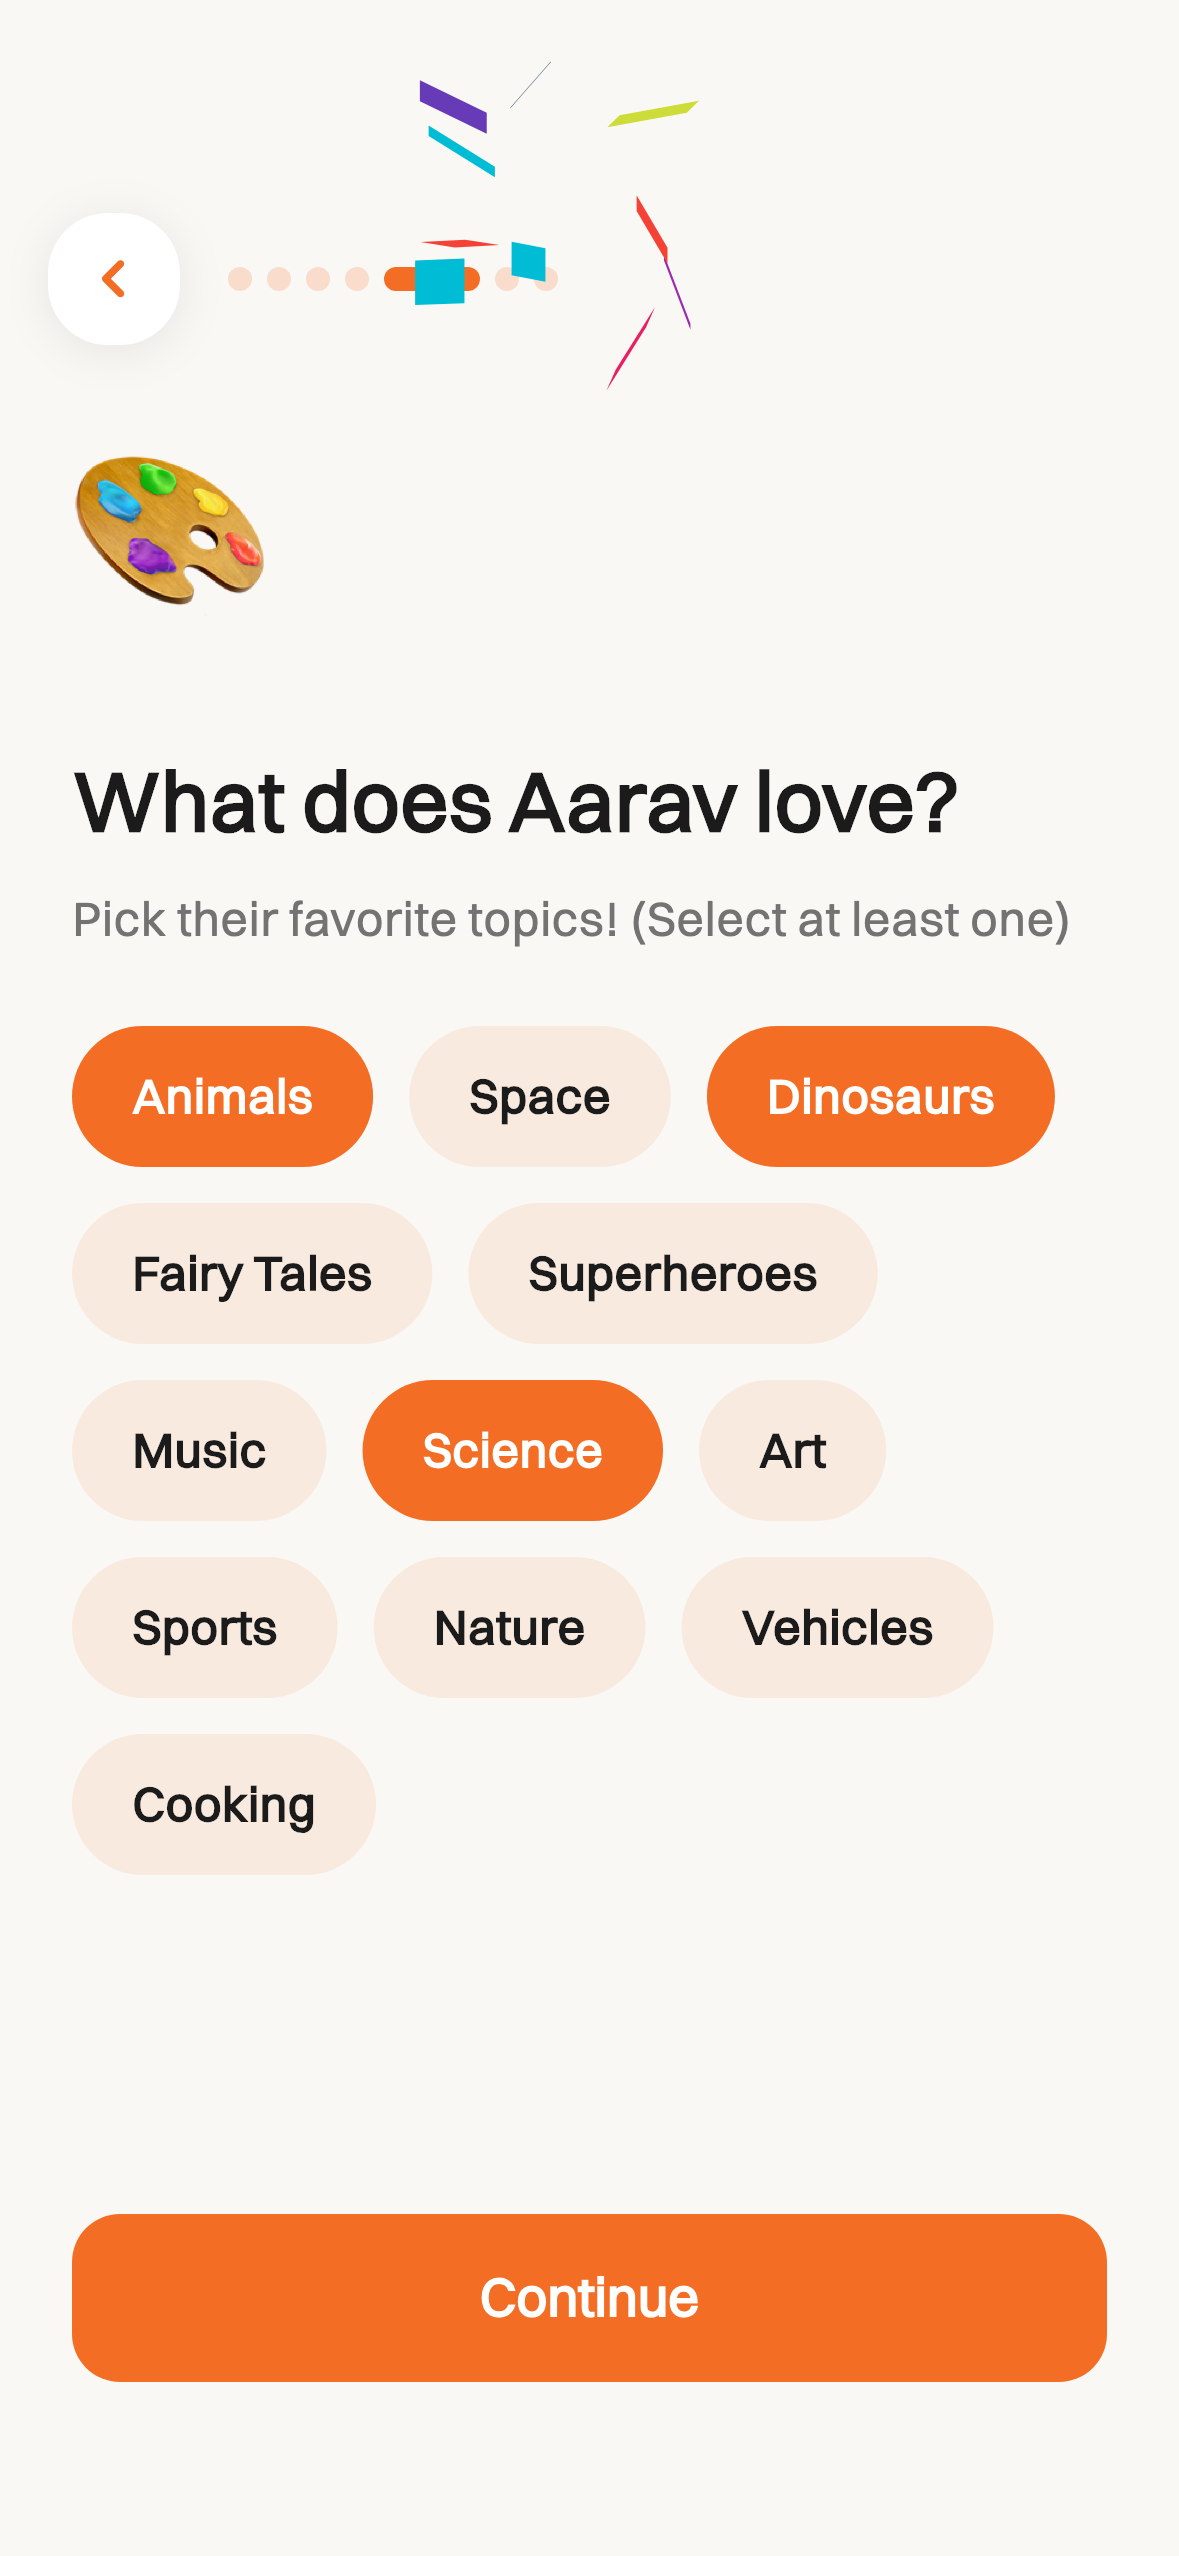 What does Aarav love?
Pick their favorite topics! (Select at least one)
Animals Space Dinosaurs
Fairy Tales Superheroes
Music Science Art
Sports Nature Vehicles
Cooking
Continue